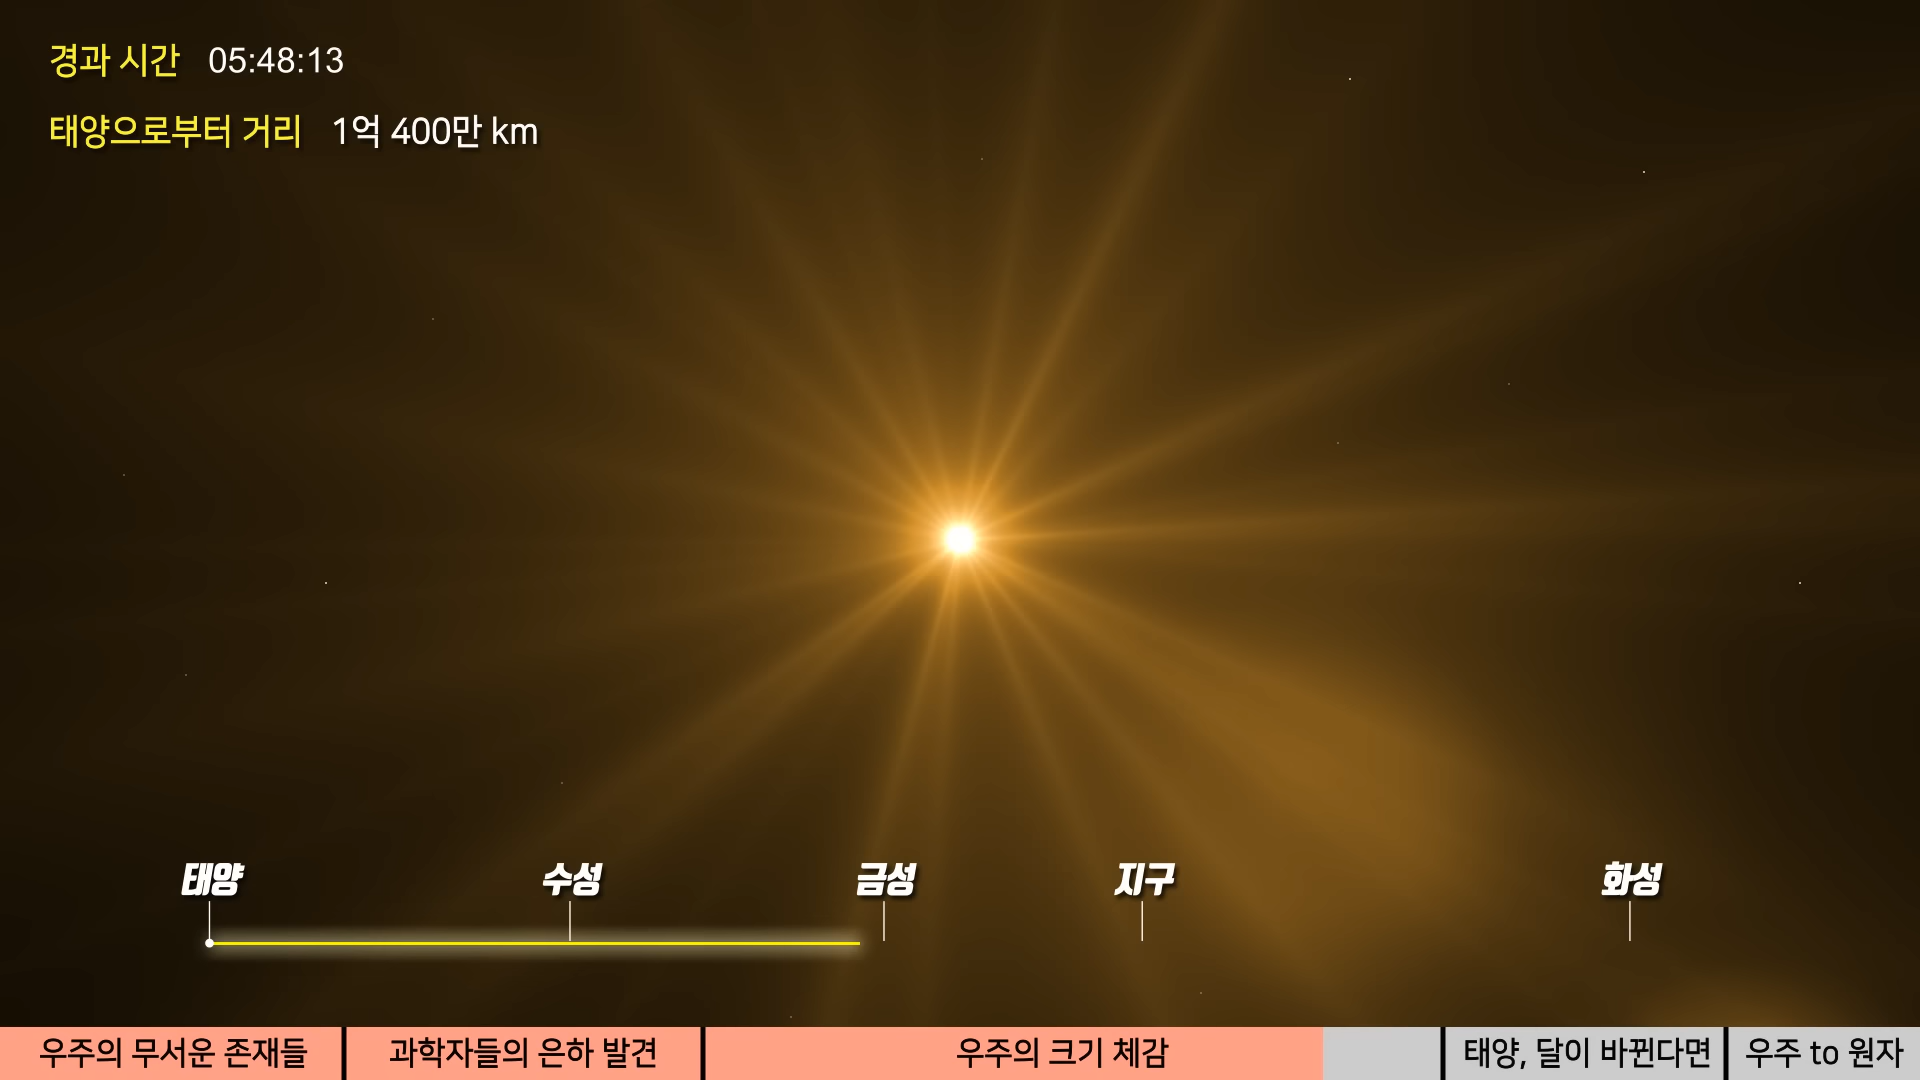 경과 시간 05:48:13
태양으로부터 거리 1억 400만 km
태양 수성 금성 지구 화성
우주의 무서운 존재들 과학자들의 은하 발견 우주의 크기 체감 태양, 달이 바뀐다면 우주 to 원자